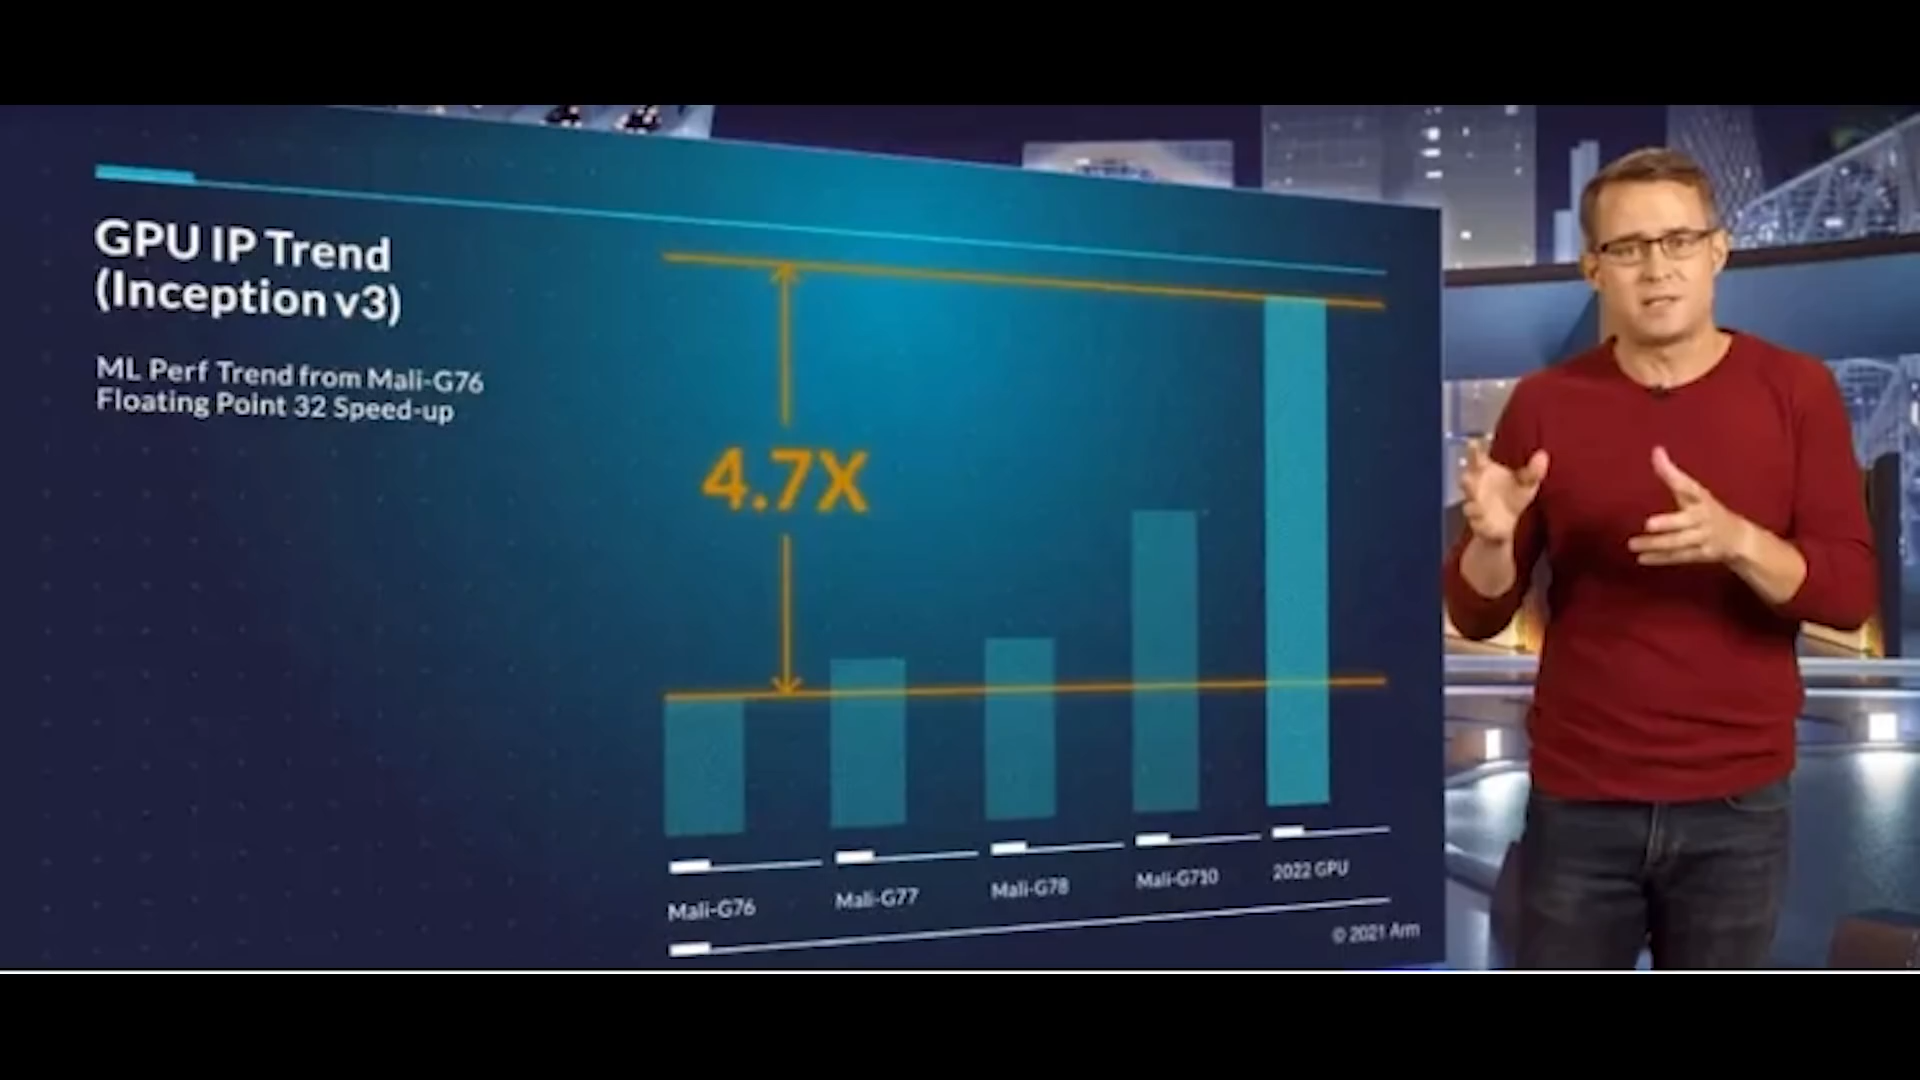 GPU IP Trend
(Inception v3)
ML Perf Trend from Mali-G76
Floating Point 32 Speed-up
4.7X
Mali-G76
Mali-G77
Mali-G78
Mali-G710
2022 GPU
© 2021 Arm